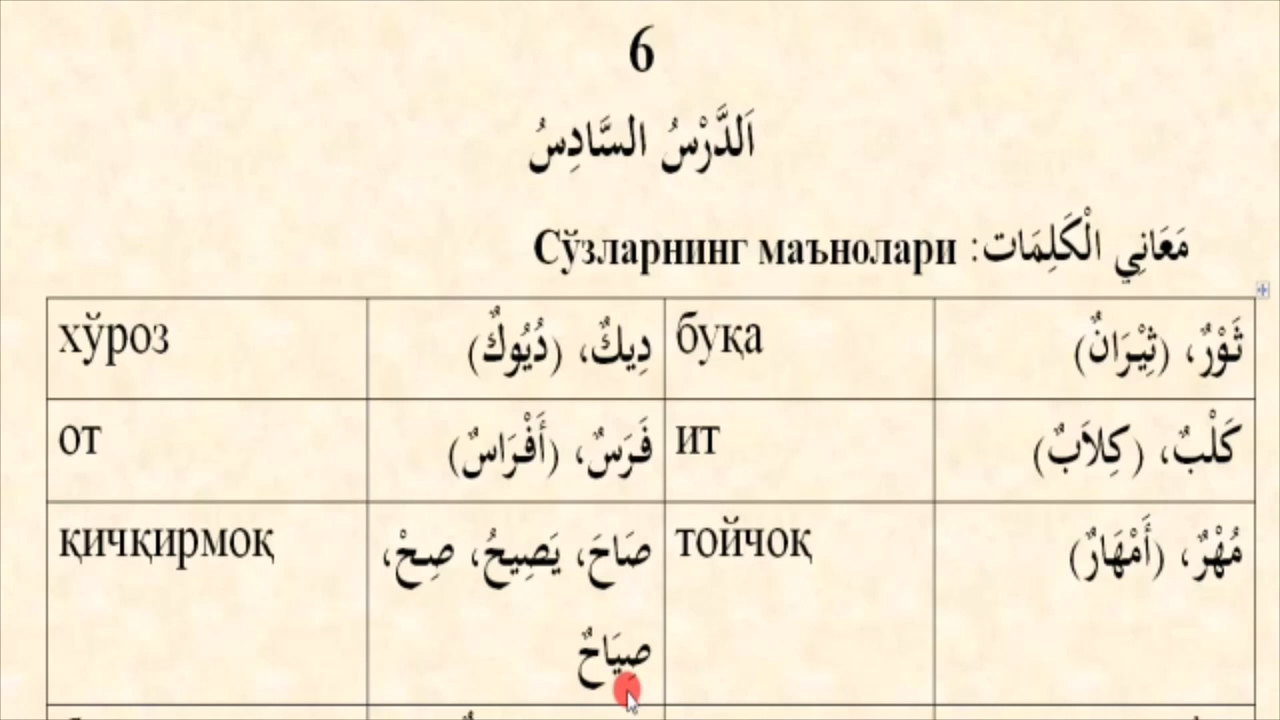 6
اَلدَّرْسُ السَّادِسُ
مَعَانِي الْكَلِمَات: Сўзларнинг маънолари
хўроз دِيكٌ، (دُيُوكٌ) буқа ثَوْرٌ، (ثِيْرَانٌ)
от فَرَسٌ، (أَفْرَاسٌ) ит كَلْبٌ، (كِلاَبٌ)
қичқирмоқ صَاحَ، يَصِيحُ، صِحْ، тойчоқ مُهْرٌ، (أَمْهَارٌ)
صِيَاحٌ